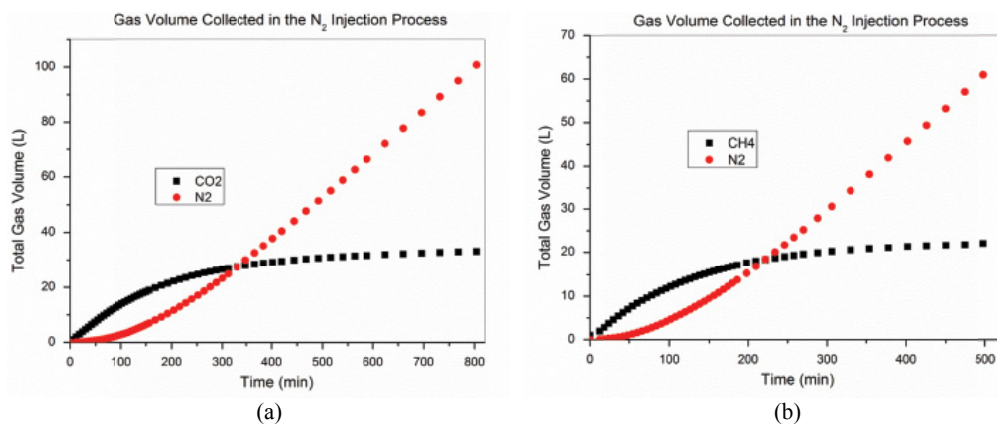 Gas Volume Collected in the N₂ Injection Process
Total Gas Volume (L)
100
80
60
40
20
0
CO2
N2
0 100 200 300 400 500 600 700 800
Time (min)
(a)
Gas Volume Collected in the N₂ Injection Process
Total Gas Volume (L)
70
60
50
40
30
20
10
0
CH4
N2
0 100 200 300 400 500
Time (min)
(b)